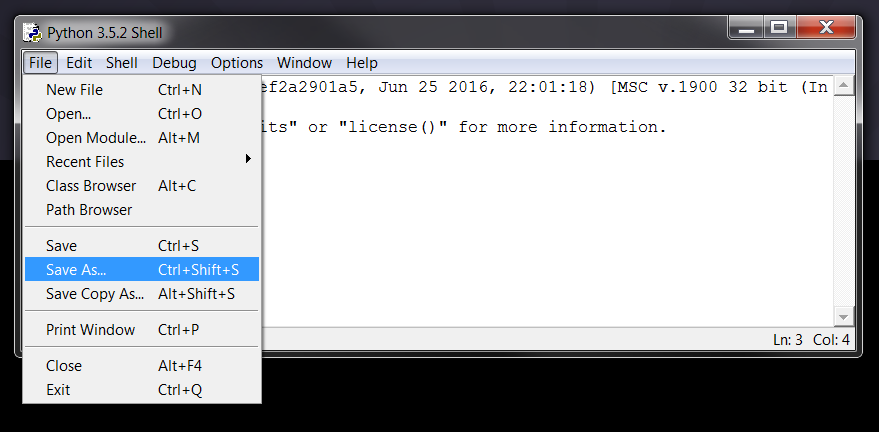 Python 3.5.2 Shell
File Edit Shell Debug Options Window Help
ef2a2901a5, Jun 25 2016, 22:01:18) [MSC v.1900 32 bit (In
its" or "license()" for more information.
New File Ctrl+N
Open... Ctrl+O
Open Module... Alt+M
Recent Files
Class Browser Alt+C
Path Browser
Save Ctrl+S
Save As... Ctrl+Shift+S
Save Copy As... Alt+Shift+S
Print Window Ctrl+P
Close Alt+F4
Exit Ctrl+Q
Ln: 3 Col: 4